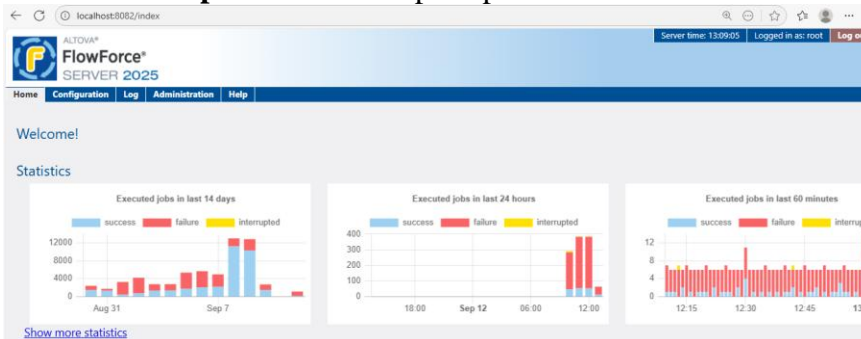 localhost:8082/index
ALTOVA®
FlowForce®
SERVER 2025
Server time: 13:09:05 Logged in as: root Log ou
Home Configuration Log Administration Help
Welcome!
Statistics
Executed jobs in last 14 days
success failure interrupted
12000
8000
4000
0
Aug 31 Sep 7
Executed jobs in last 24 hours
success failure interrupted
400
300
200
100
0
18:00 Sep 12 06:00 12:00
Executed jobs in last 60 minutes
success failure interrup
12
8
4
0
12:15 12:30 12:45 13
Show more statistics